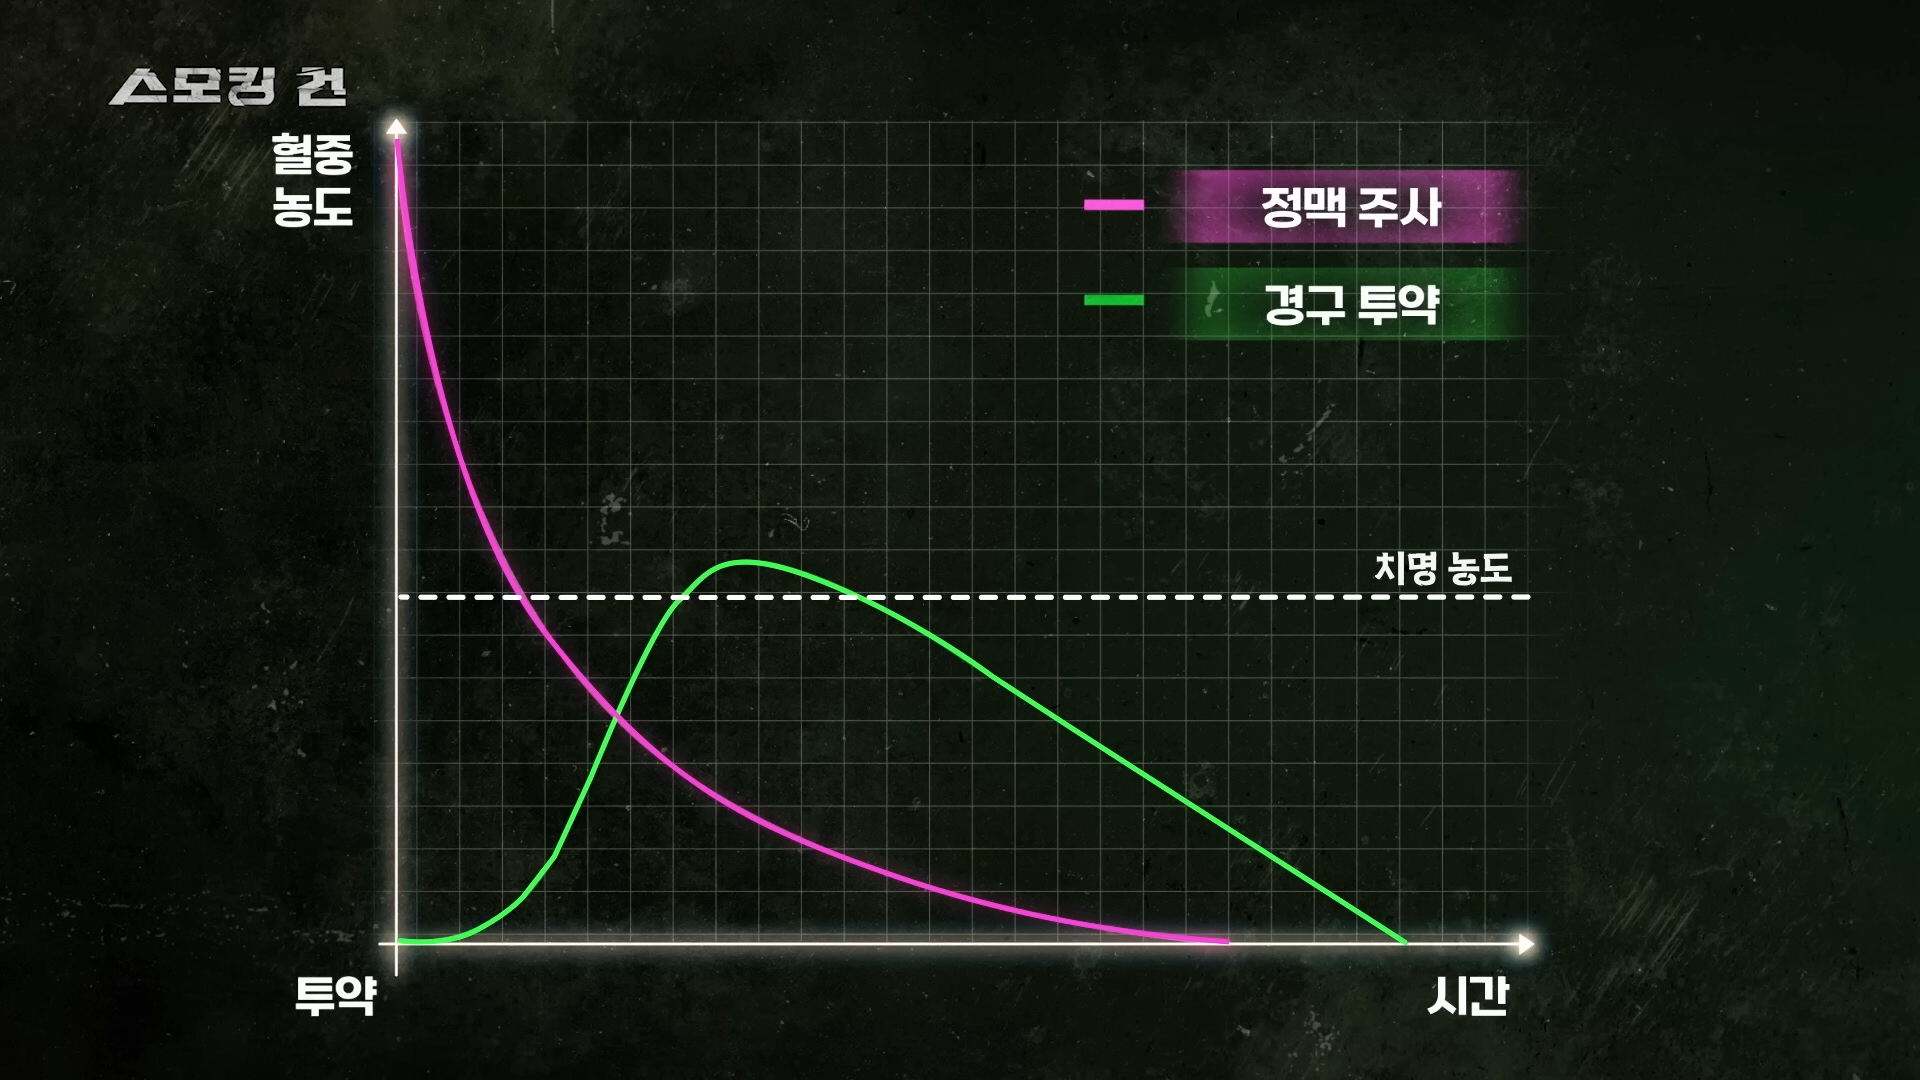 스모킹 건
혈중
농도
정맥 주사
경구 투약
치명 농도
투약
시간